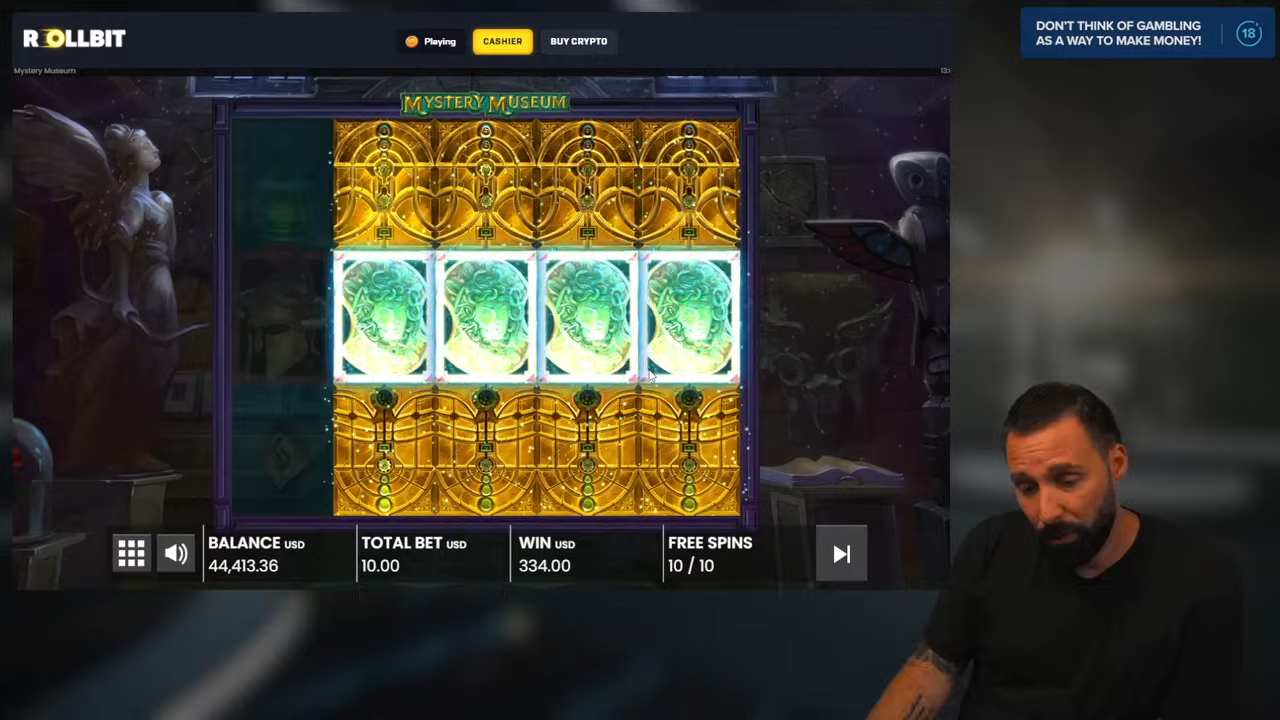 ROLLBIT
Playing
CASHIER
BUY CRYPTO
DON'T THINK OF GAMBLING
AS A WAY TO MAKE MONEY!
18
Mystery Museum
MYSTERY MUSEUM
BALANCE USD
44,413.36
TOTAL BET USD
10.00
WIN USD
334.00
FREE SPINS
10 / 10